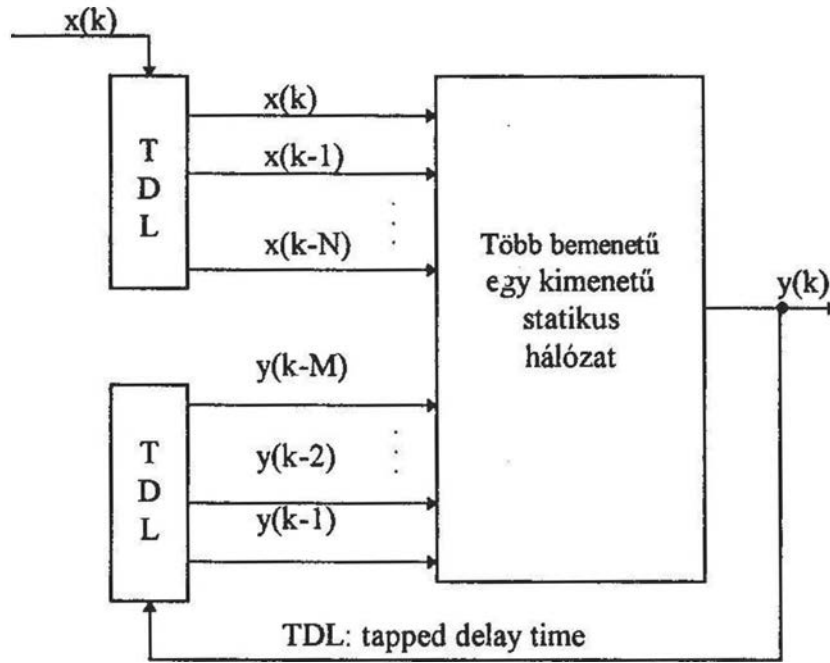 x(k)
T
D
L
x(k)
x(k-1)
x(k-N)
Több bemenetű
egy kimenetű
statikus
hálózat
y(k)
T
D
L
y(k-M)
y(k-2)
y(k-1)
TDL: tapped delay time